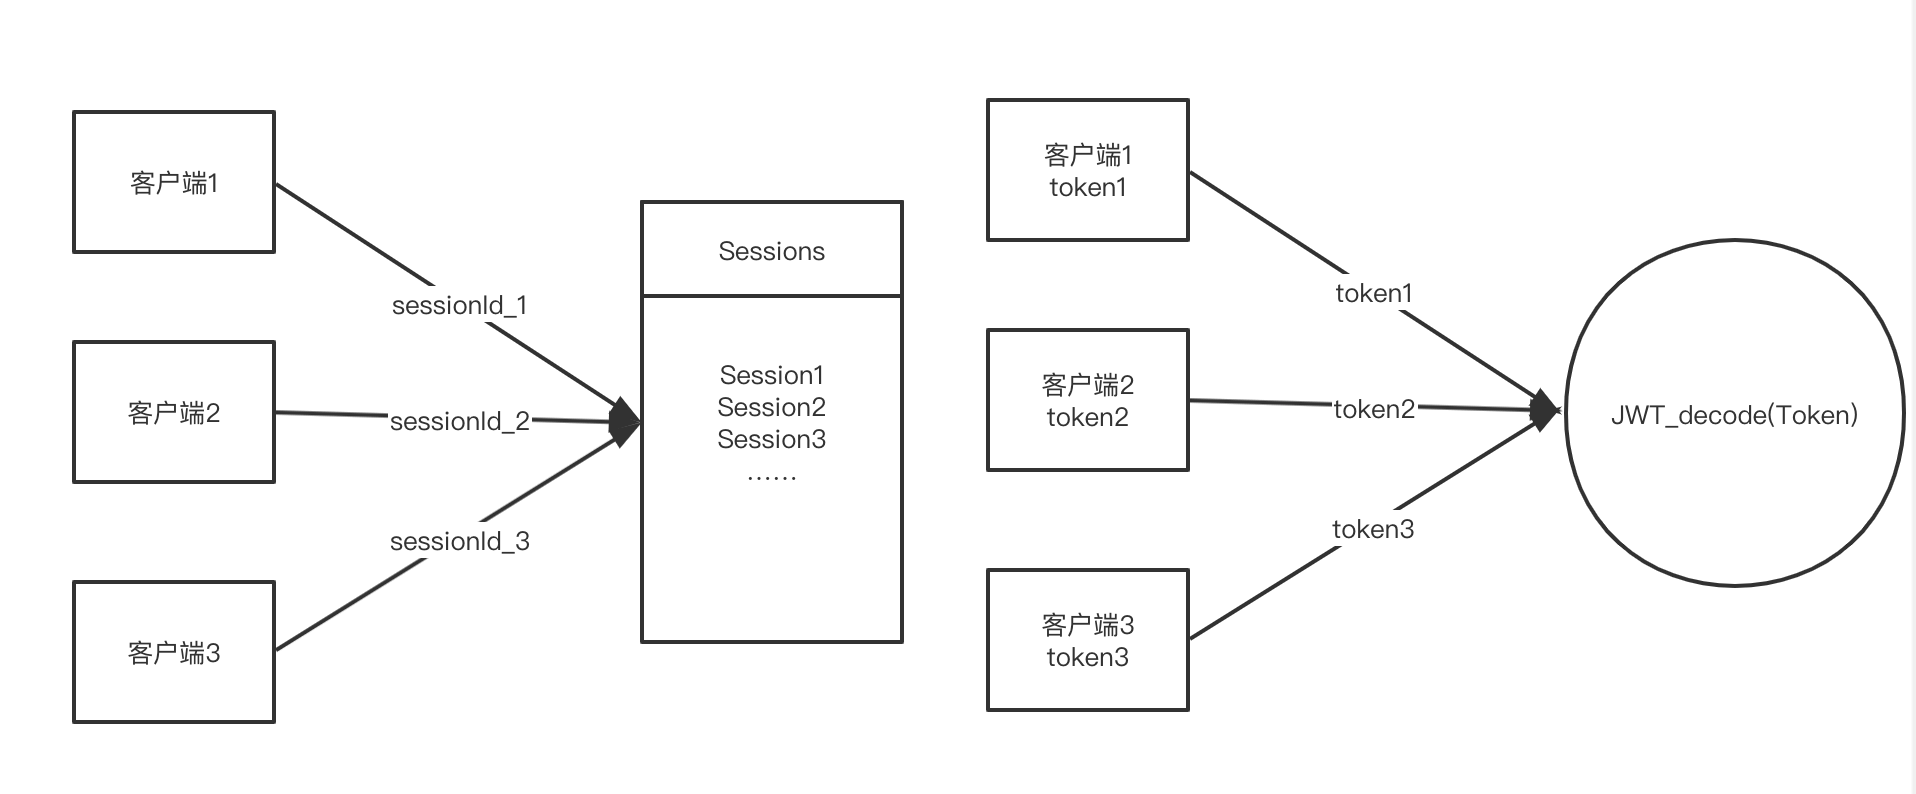 客户端1
sessionId_1
客户端2
sessionId_2
客户端3
sessionId_3
Sessions
Session1
Session2
Session3
......
客户端1
token1
token1
客户端2
token2
token2
客户端3
token3
token3
JWT_decode(Token)